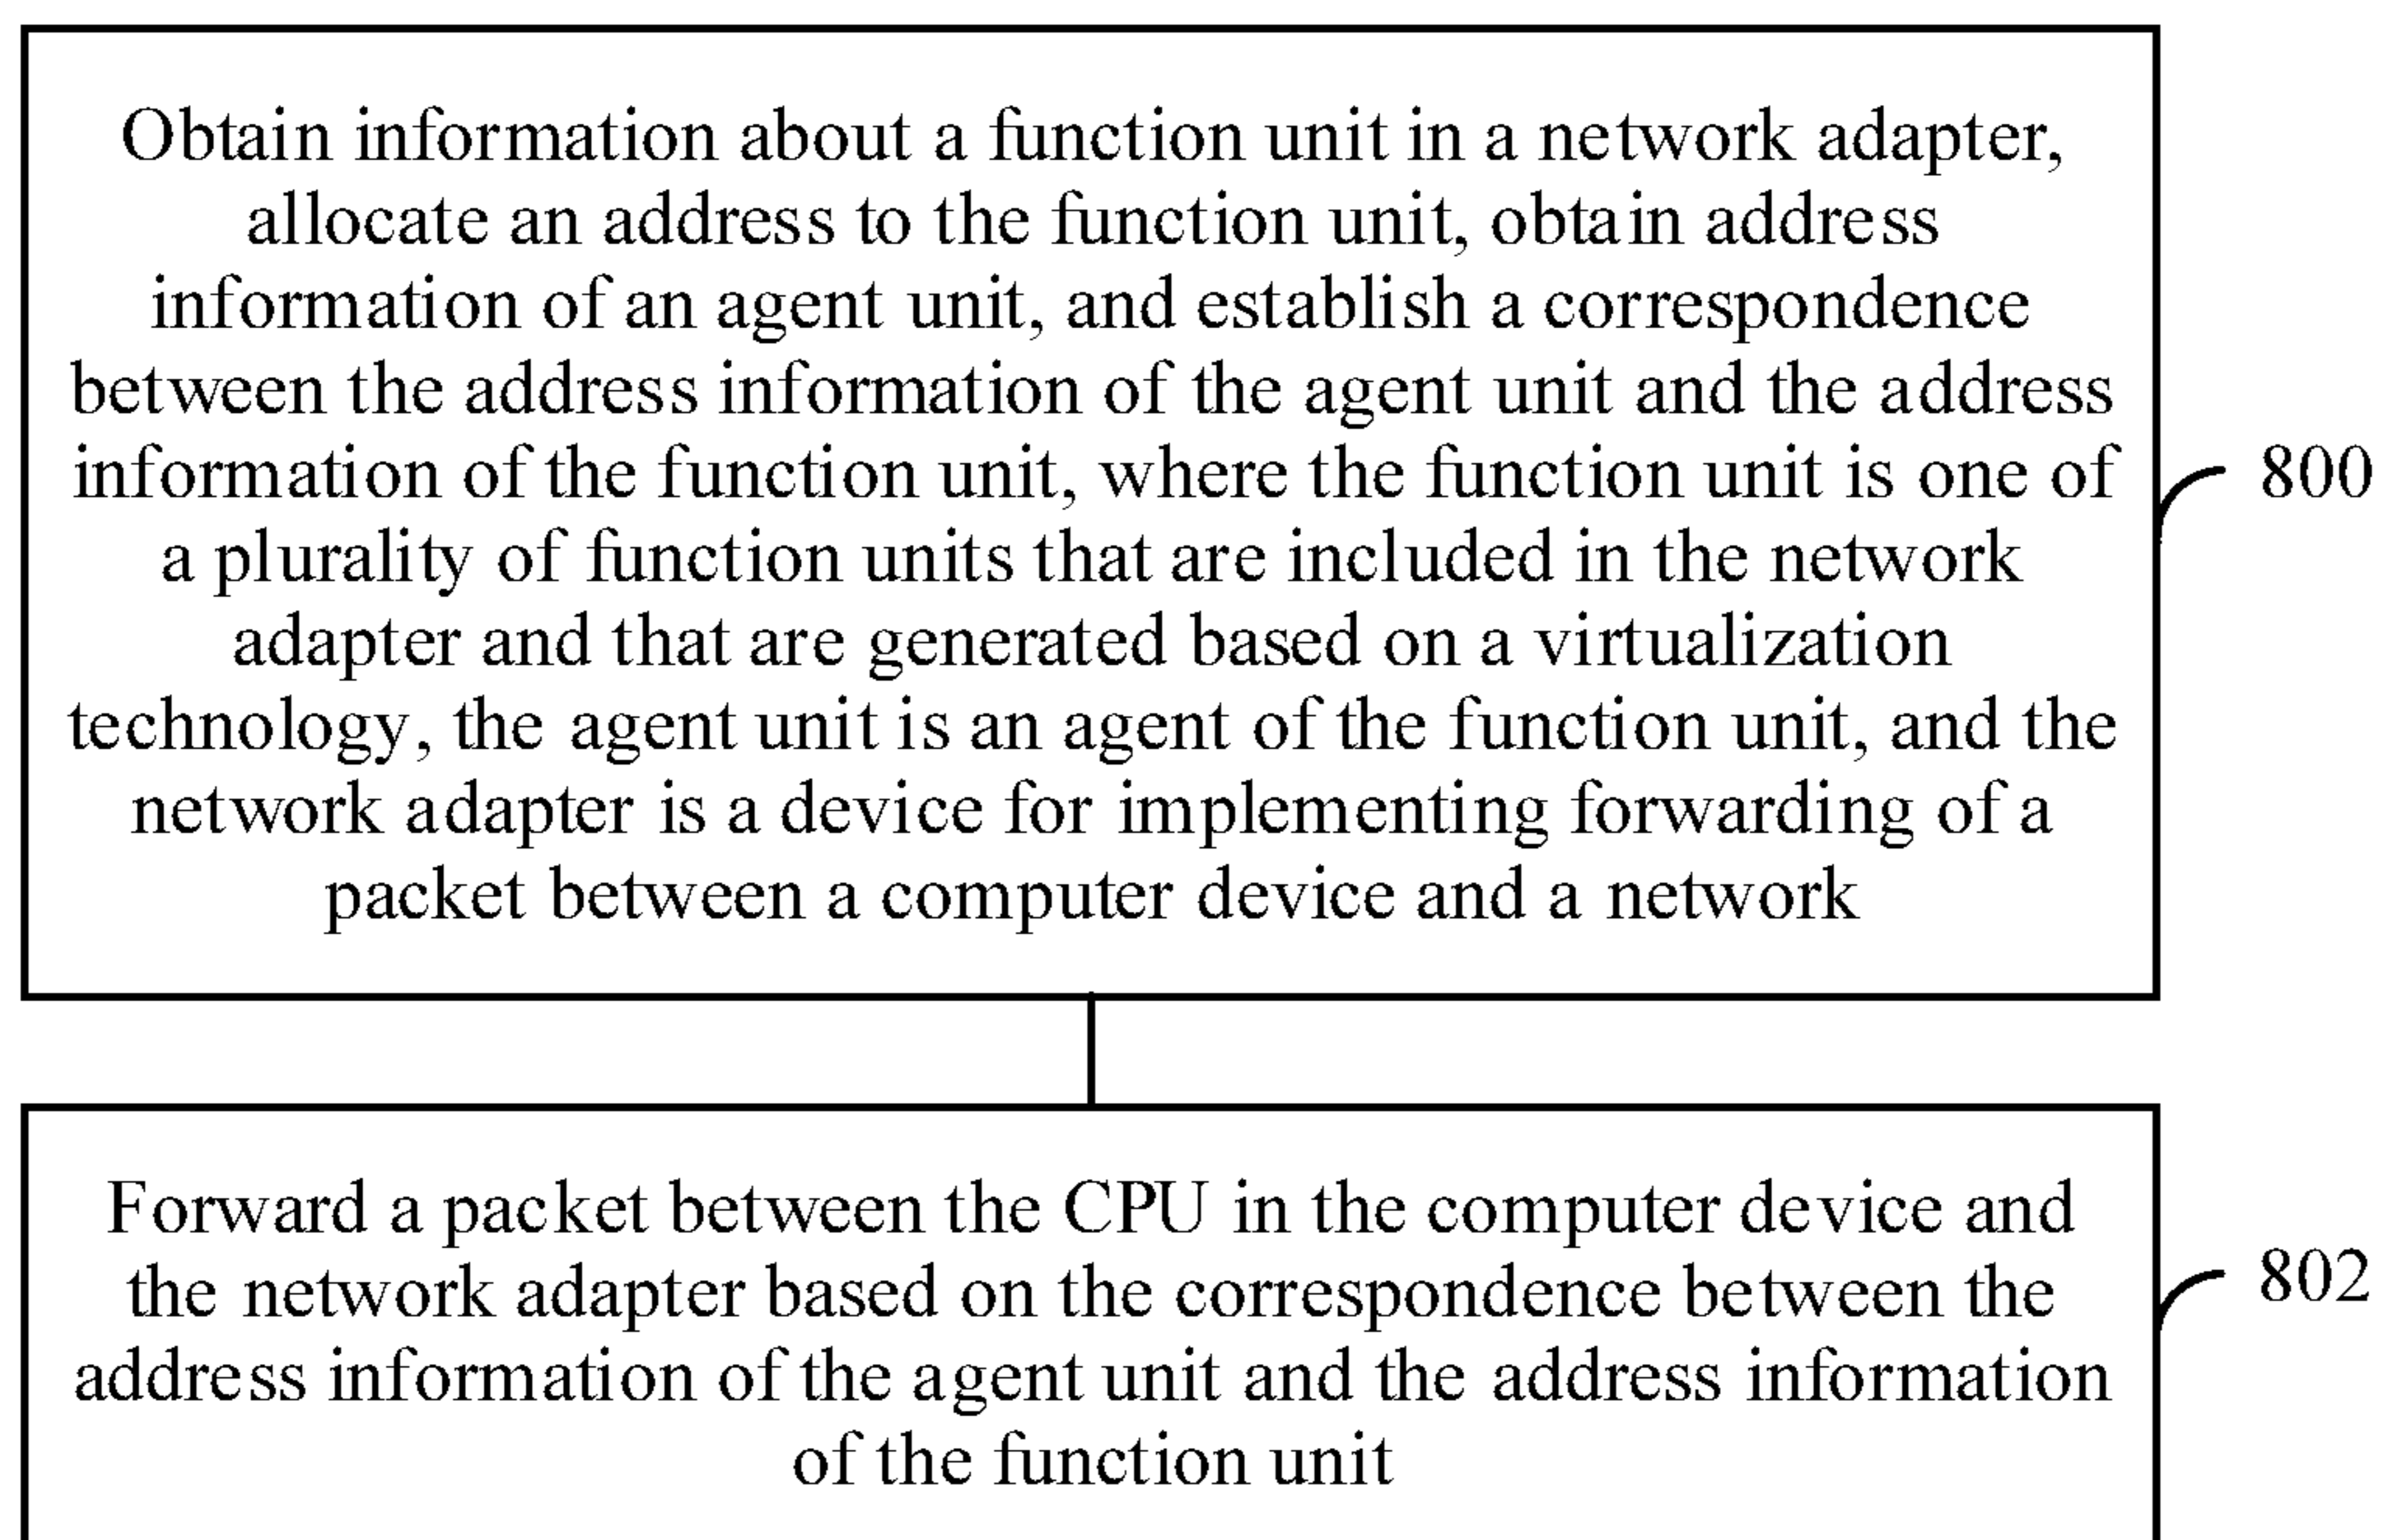 Obtain information about a function unit in a network adapter,
allocate an address to the function unit, obtain address
information of an agent unit, and establish a correspondence
between the address information of the agent unit and the address
information of the function unit, where the function unit is one of
a plurality of function units that are included in the network
adapter and that are generated based on a virtualization
technology, the agent unit is an agent of the function unit, and the
network adapter is a device for implementing forwarding of a
packet between a computer device and a network
800
Forward a packet between the CPU in the computer device and
the network adapter based on the correspondence between the
address information of the agent unit and the address information
of the function unit
802